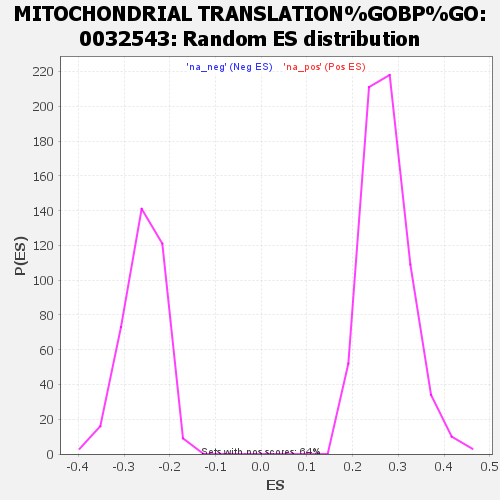 MITOCHONDRIAL TRANSLATION%GOBP%GO:
0032543: Random ES distribution
'na_neg' (Neg ES) 'na_pos' (Pos ES)
220
200
180
160
140
120
100
80
60
40
20
0
P(ES)
Sets with pos scores: 64%
-0.4 -0.3 -0.2 -0.1 0.0 0.1 0.2 0.3 0.4 0.5
ES